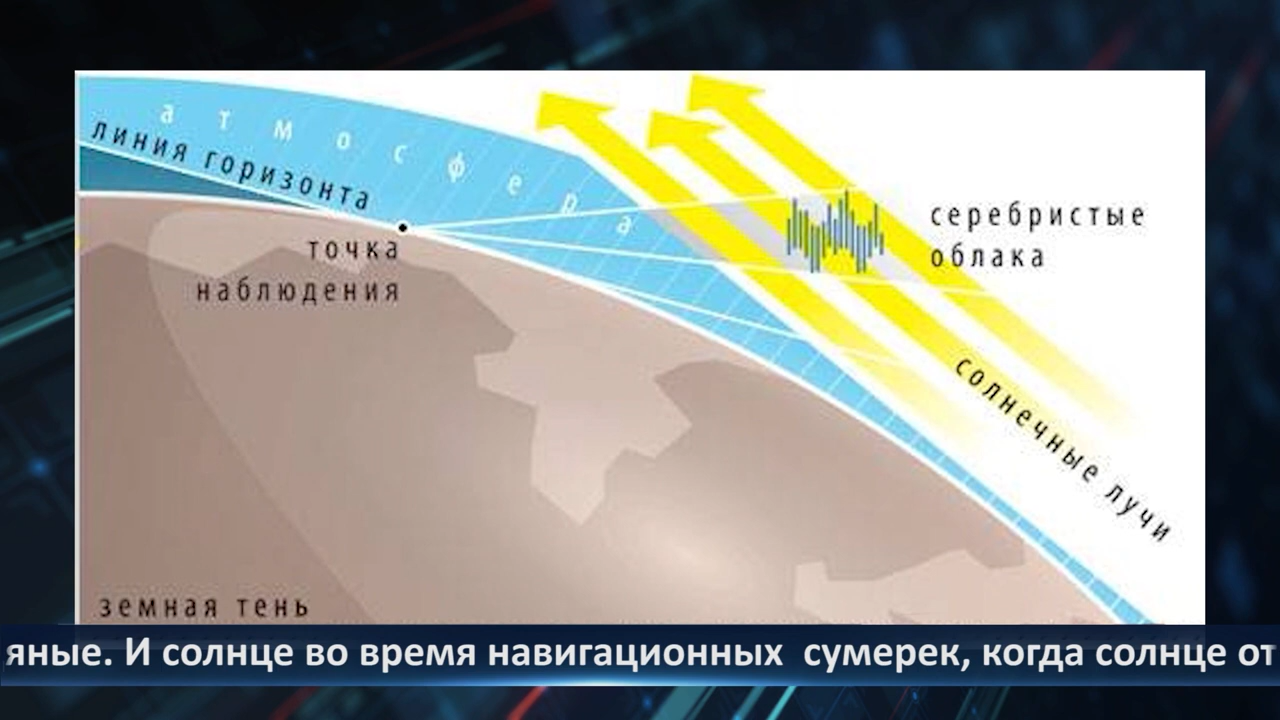 атмосфера
линия горизонта
точка
наблюдения
серебристые
облака
солнечные лучи
земная тень
яные. И солнце во время навигационных сумерек, когда солнце от